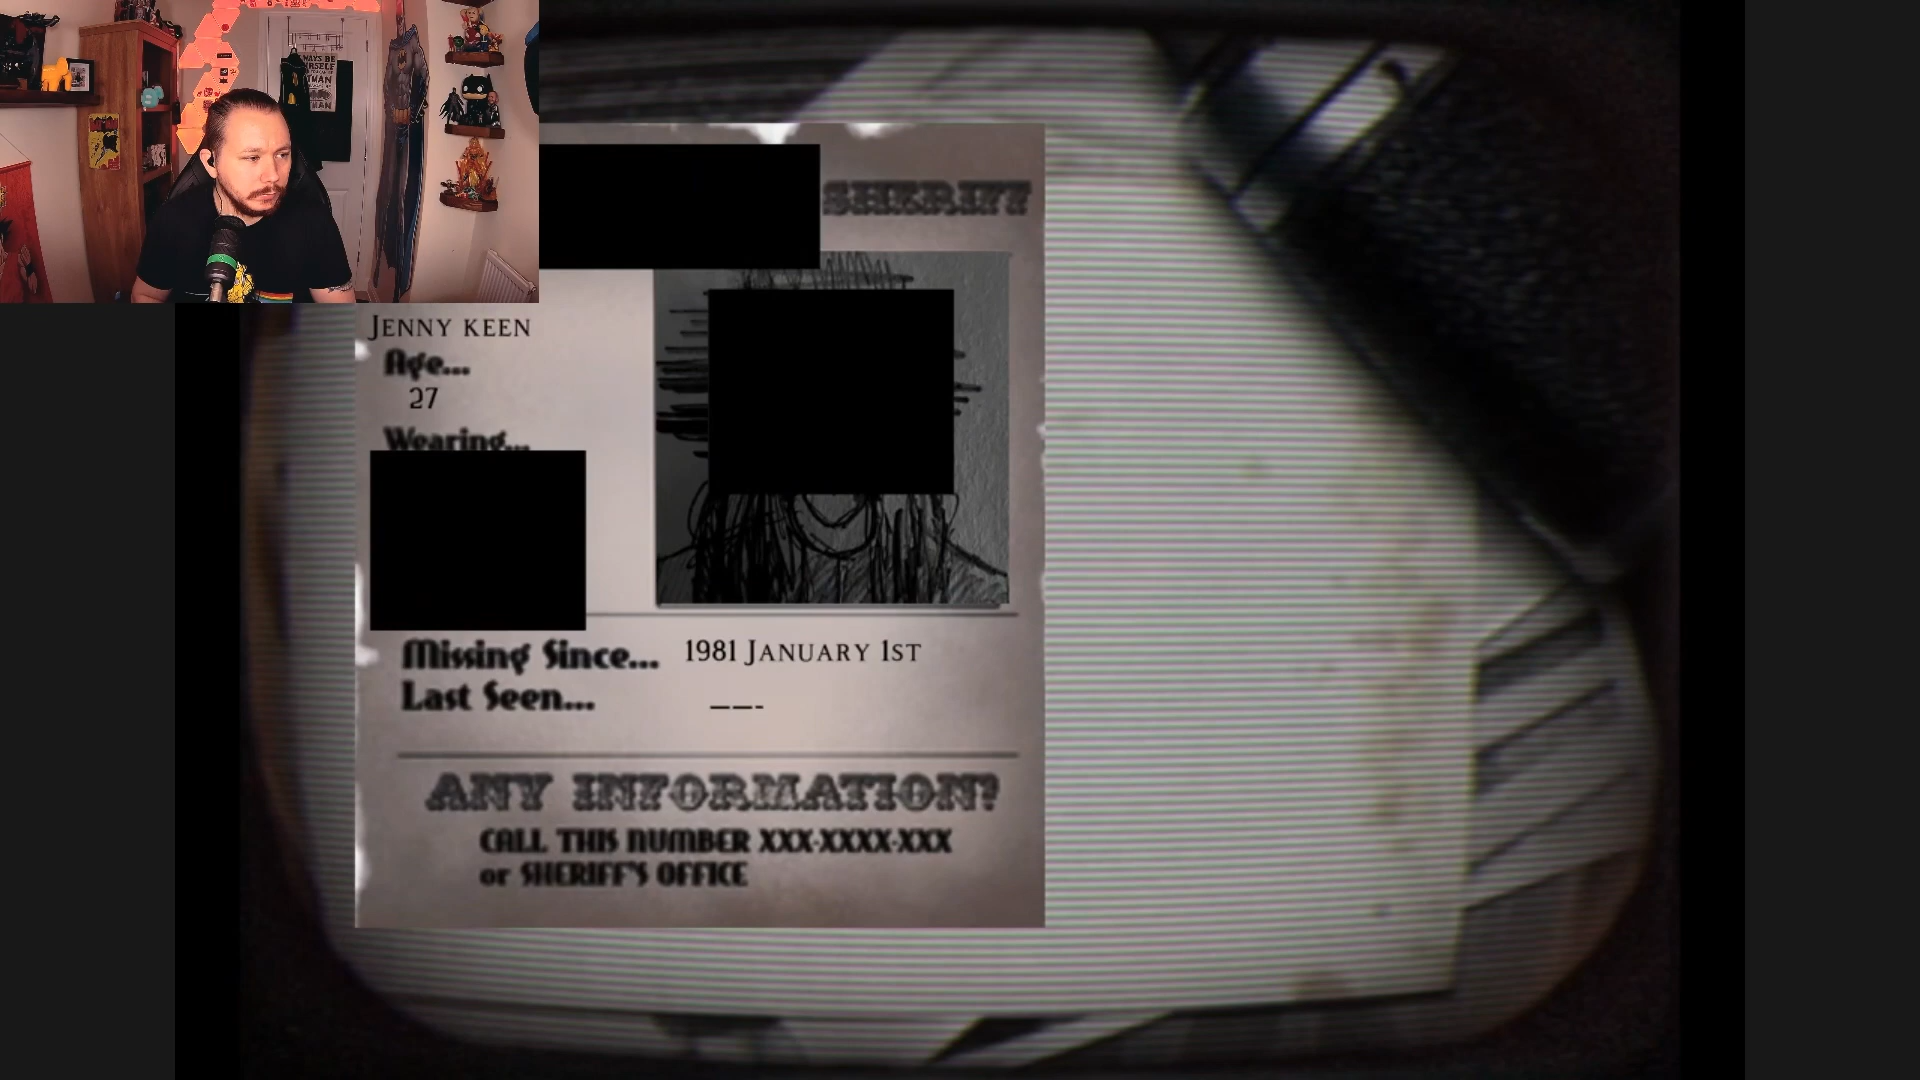 SHERIFF
JENNY KEEN
Age...
27
Wearing...
Missing Since... 1981 JANUARY 1ST
Last Seen... ———-
ANY INFORMATION?
CALL THIS NUMBER XXX-XXXX-XXX
or SHERIFF'S OFFICE